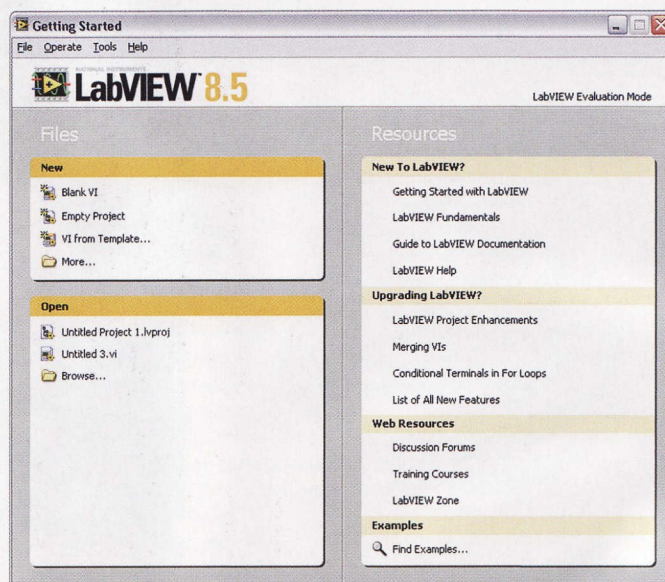 Getting Started
File Operate Tools Help
NATIONAL INSTRUMENTS
LabVIEW™ 8.5
LabVIEW Evaluation Mode
Files
New
Blank VI
Empty Project
VI from Template...
More...
Open
Untitled Project 1.lvproj
Untitled 3.vi
Browse...
Resources
New To LabVIEW?
Getting Started with LabVIEW
LabVIEW Fundamentals
Guide to LabVIEW Documentation
LabVIEW Help
Upgrading LabVIEW?
LabVIEW Project Enhancements
Merging VIs
Conditional Terminals in For Loops
List of All New Features
Web Resources
Discussion Forums
Training Courses
LabVIEW Zone
Examples
Find Examples...